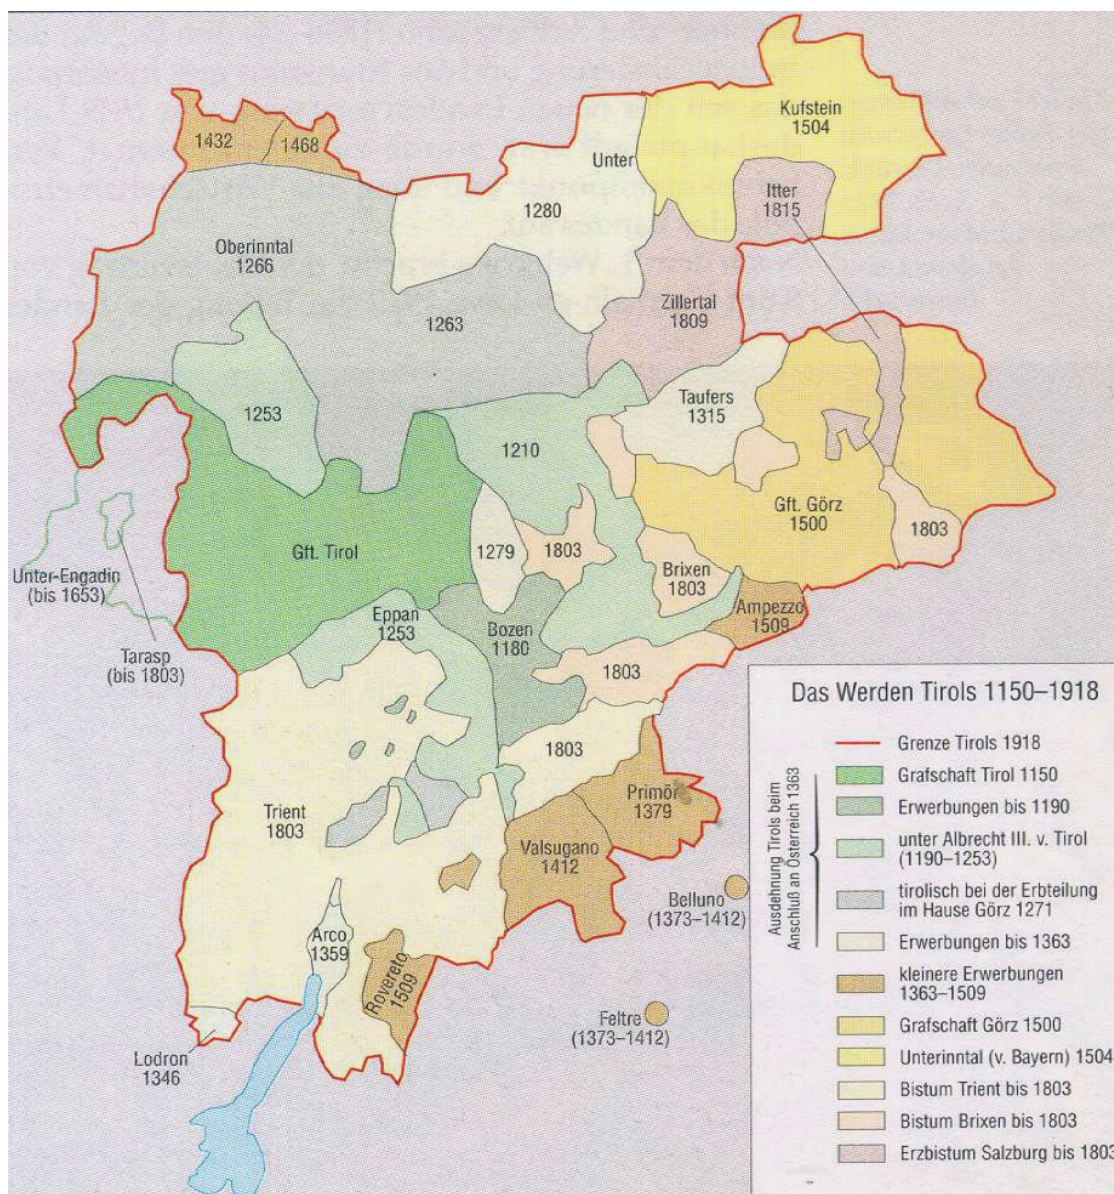 1432
1468
Kufstein
1504
Unter
Itter
1815
1280
Oberinntal
1266
1263
Zillertal
1809
1253
Taufers
1315
1210
Gft. Görz
1500
Gft. Tirol
1279
1803
Brixen
1803
1803
Unter-Engadin
(bis 1653)
Eppan
1253
Bozen
1180
Ampezzo
1509
Tarasp
(bis 1803)
1803
1803
Trient
1803
Primör
1379
Valsugano
1412
Belluno
(1373–1412)
Arco
1359
Rovereto
1509
Feltre
(1373–1412)
Lodron
1346
Das Werden Tirols 1150–1918
Grenze Tirols 1918
Ausdehnung Tirols beim
Anschluß an Österreich 1363
Grafschaft Tirol 1150
Erwerbungen bis 1190
unter Albrecht III. v. Tirol
(1190–1253)
tirolisch bei der Erbteilung
im Hause Görz 1271
Erwerbungen bis 1363
kleinere Erwerbungen
1363–1509
Grafschaft Görz 1500
Unterinntal (v. Bayern) 1504
Bistum Trient bis 1803
Bistum Brixen bis 1803
Erzbistum Salzburg bis 1803